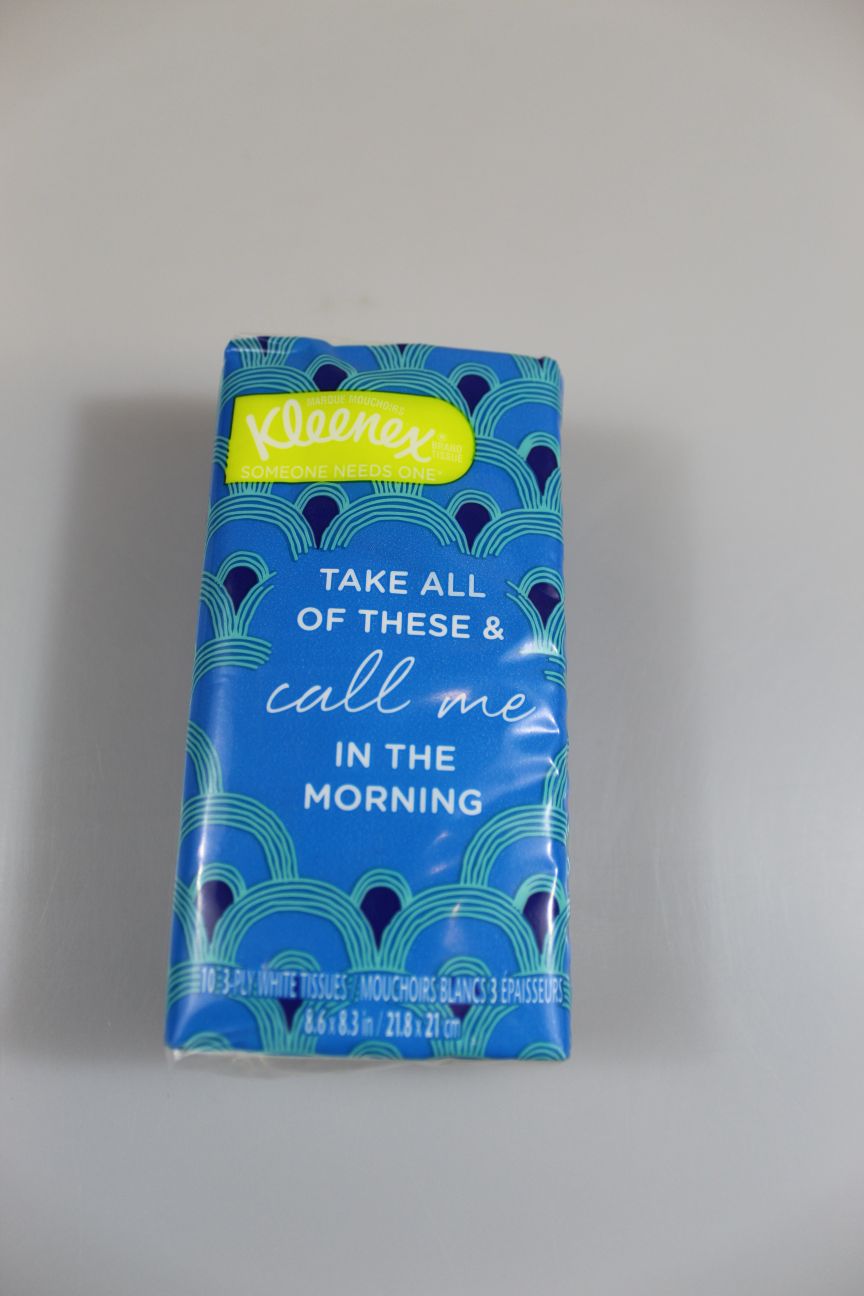 MARQUE MOUCHOIRS
Kleenex® BRAND TISSUE
SOMEONE NEEDS ONE*
TAKE ALL
OF THESE &
call me
IN THE
MORNING
10 3-PLY WHITE TISSUES / MOUCHOIRS BLANCS 3 ÉPAISSEURS
8.6 x 8.3 in / 21.8 x 21 cm